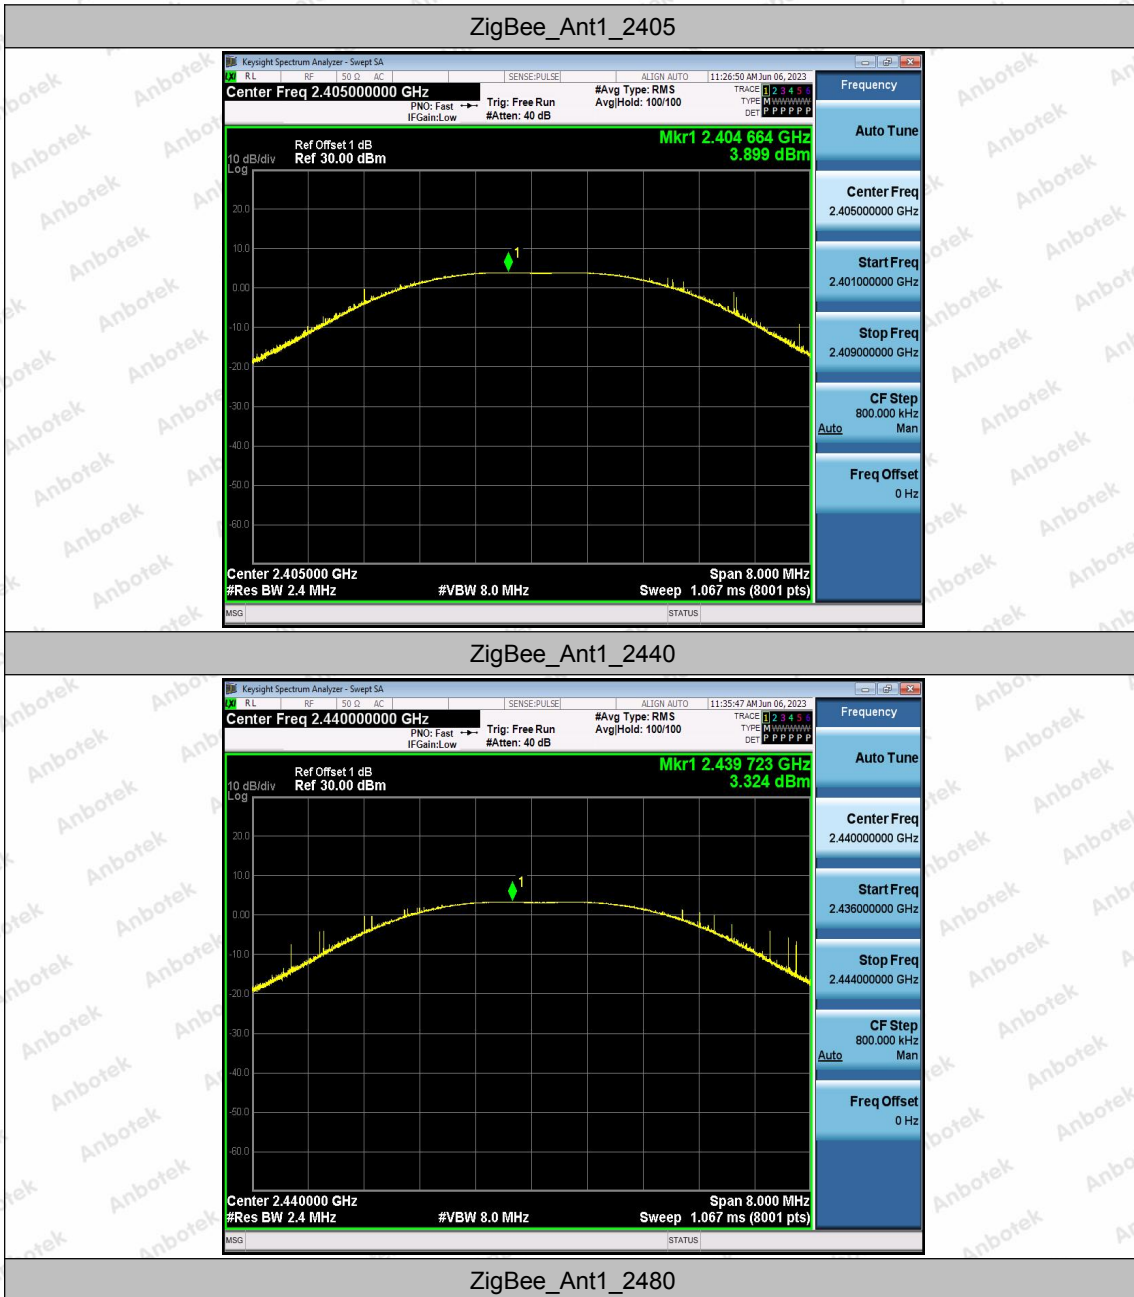 ZigBee_Ant1_2405
Keysight Spectrum Analyzer - Swept SA
LXI RL RF 50 Ω AC SENSE:PULSE ALIGN AUTO 11:26:50 AM Jun 06, 2023
Center Freq 2.405000000 GHz
PNO: Fast
IFGain:Low
Trig: Free Run
#Atten: 40 dB
#Avg Type: RMS
Avg|Hold: 100/100
TRACE 1 2 3 4 5 6
TYPE M W W W W W
DET P P P P P P
Frequency
Mkr1 2.404 664 GHz
3.899 dBm
Ref Offset 1 dB
10 dB/div Ref 30.00 dBm
Log
20.0
10.0
0.00
-10.0
-20.0
-30.0
-40.0
-50.0
-60.0
1
Center 2.405000 GHz Span 8.000 MHz
#Res BW 2.4 MHz #VBW 8.0 MHz Sweep 1.067 ms (8001 pts)
MSG STATUS
Auto Tune
Center Freq
2.405000000 GHz
Start Freq
2.401000000 GHz
Stop Freq
2.409000000 GHz
CF Step
800.000 kHz
Auto Man
Freq Offset
0 Hz
ZigBee_Ant1_2440
Keysight Spectrum Analyzer - Swept SA
LXI RL RF 50 Ω AC SENSE:PULSE ALIGN AUTO 11:35:47 AM Jun 06, 2023
Center Freq 2.440000000 GHz
PNO: Fast
IFGain:Low
Trig: Free Run
#Atten: 40 dB
#Avg Type: RMS
Avg|Hold: 100/100
TRACE 1 2 3 4 5 6
TYPE M W W W W W
DET P P P P P P
Frequency
Mkr1 2.439 723 GHz
3.324 dBm
Ref Offset 1 dB
10 dB/div Ref 30.00 dBm
Log
20.0
10.0
0.00
-10.0
-20.0
-30.0
-40.0
-50.0
-60.0
1
Center 2.440000 GHz Span 8.000 MHz
#Res BW 2.4 MHz #VBW 8.0 MHz Sweep 1.067 ms (8001 pts)
MSG STATUS
Auto Tune
Center Freq
2.440000000 GHz
Start Freq
2.436000000 GHz
Stop Freq
2.444000000 GHz
CF Step
800.000 kHz
Auto Man
Freq Offset
0 Hz
ZigBee_Ant1_2480
Anbotek